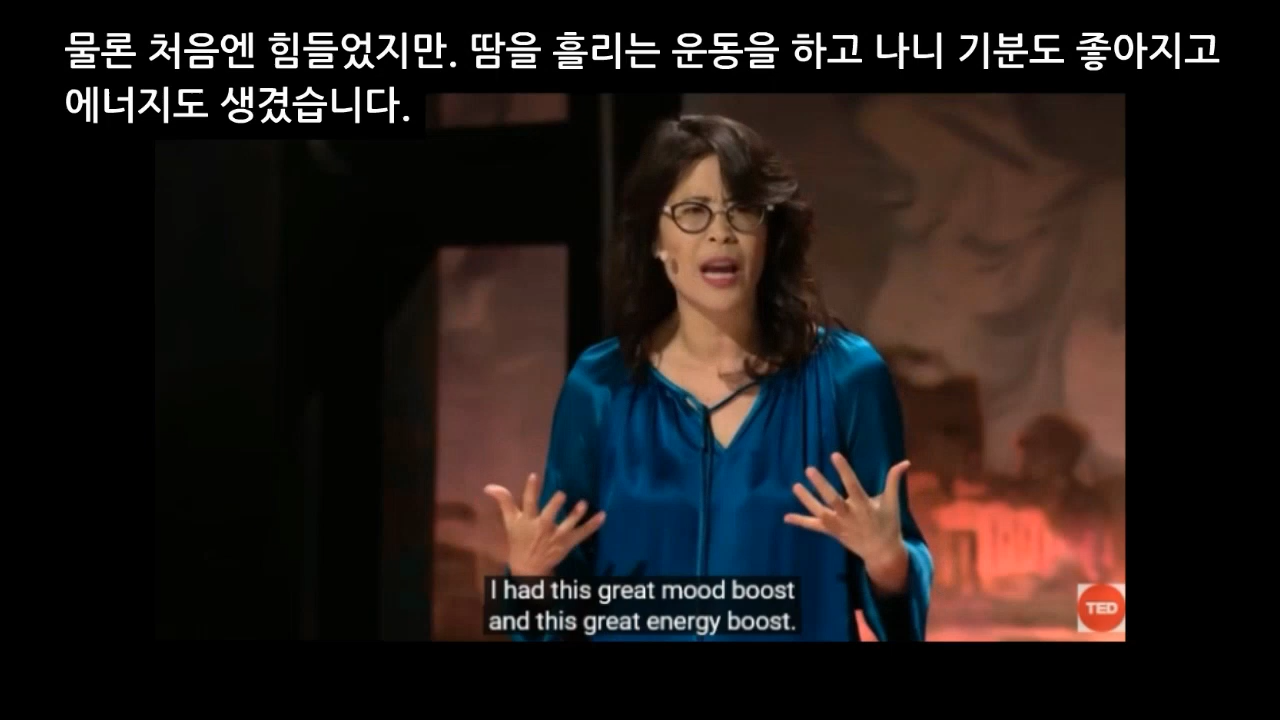 물론 처음엔 힘들었지만. 땀을 흘리는 운동을 하고 나니 기분도 좋아지고
에너지도 생겼습니다.
I had this great mood boost
and this great energy boost.
TED